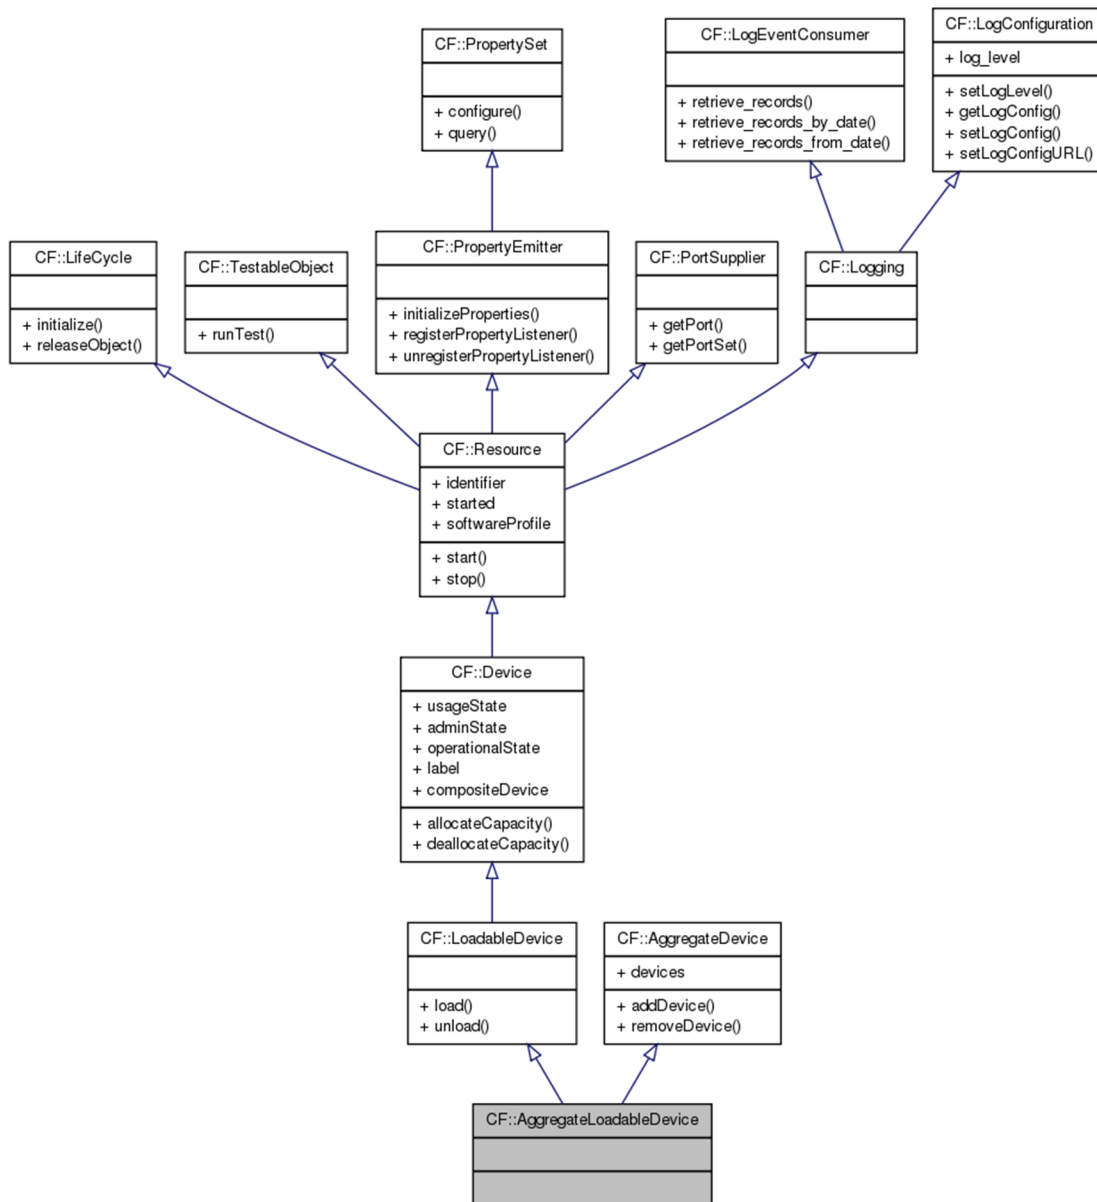 CF::PropertySet
+ configure()
+ query()
CF::LogEventConsumer
+ retrieve_records()
+ retrieve_records_by_date()
+ retrieve_records_from_date()
CF::LogConfiguration
+ log_level
+ setLogLevel()
+ getLogConfig()
+ setLogConfig()
+ setLogConfigURL()
CF::LifeCycle
+ initialize()
+ releaseObject()
CF::TestableObject
+ runTest()
CF::PropertyEmitter
+ initializeProperties()
+ registerPropertyListener()
+ unregisterPropertyListener()
CF::PortSupplier
+ getPort()
+ getPortSet()
CF::Logging
CF::Resource
+ identifier
+ started
+ softwareProfile
+ start()
+ stop()
CF::Device
+ usageState
+ adminState
+ operationalState
+ label
+ compositeDevice
+ allocateCapacity()
+ deallocateCapacity()
CF::LoadableDevice
+ load()
+ unload()
CF::AggregateDevice
+ devices
+ addDevice()
+ removeDevice()
CF::AggregateLoadableDevice